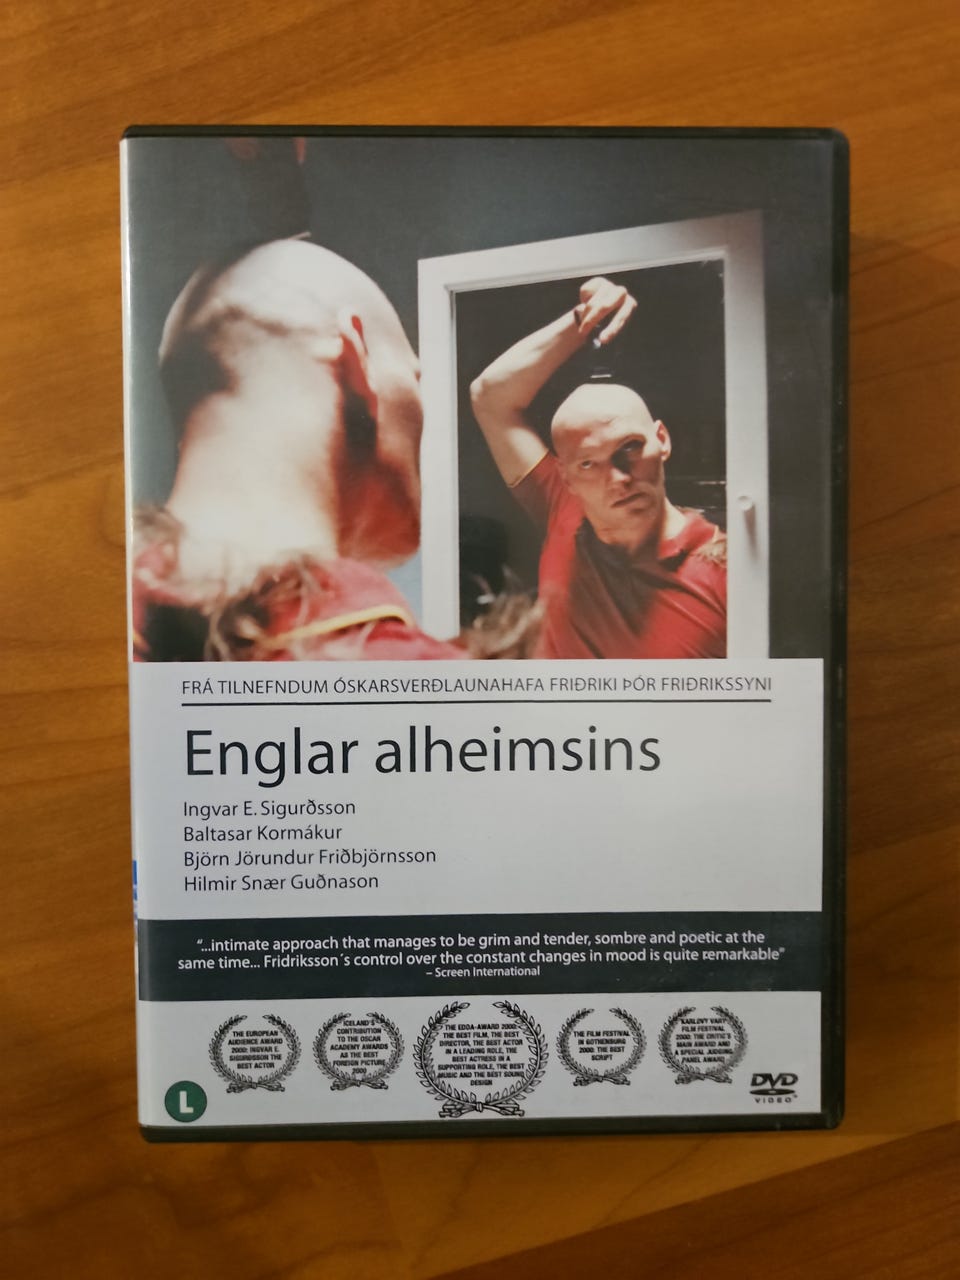 FRÁ TILNEFNDUM ÓSKARSVERÐLAUNAHAFA FRIÐRIKI ÞÓR FRIÐRIKSSYNI
Englar alheimsins
Ingvar E. Sigurðsson
Baltasar Kormákur
Björn Jörundur Friðbjörnsson
Hilmir Snær Guðnason
“...intimate approach that manages to be grim and tender, sombre and poetic at the
same time... Fridriksson´s control over the constant changes in mood is quite remarkable”
– Screen International
THE EUROPEAN
AUDIENCE AWARD
2000: INGVAR E.
SIGURDSSON THE
BEST ACTOR
ICELAND'S
CONTRIBUTION
TO THE OSCAR
ACADEMY AWARDS
AS THE BEST
FOREIGN PICTURE
2000
THE EDDA-AWARD 2000:
THE BEST FILM, THE BEST
DIRECTOR, THE BEST ACTOR
IN A LEADING ROLE, THE
BEST ACTRESS IN A
SUPPORTING ROLE, THE BEST
MUSIC AND THE BEST SOUND
DESIGN
THE FILM FESTIVAL
IN GOTHENBURG
2000: THE BEST
SCRIPT
KARLOVY VARY
FILM FESTIVAL
2000: THE CRITIC'S
MAIN AWARD AND
A SPECIAL JUDGING
PANEL AWARD
L
DVD
VIDEO™